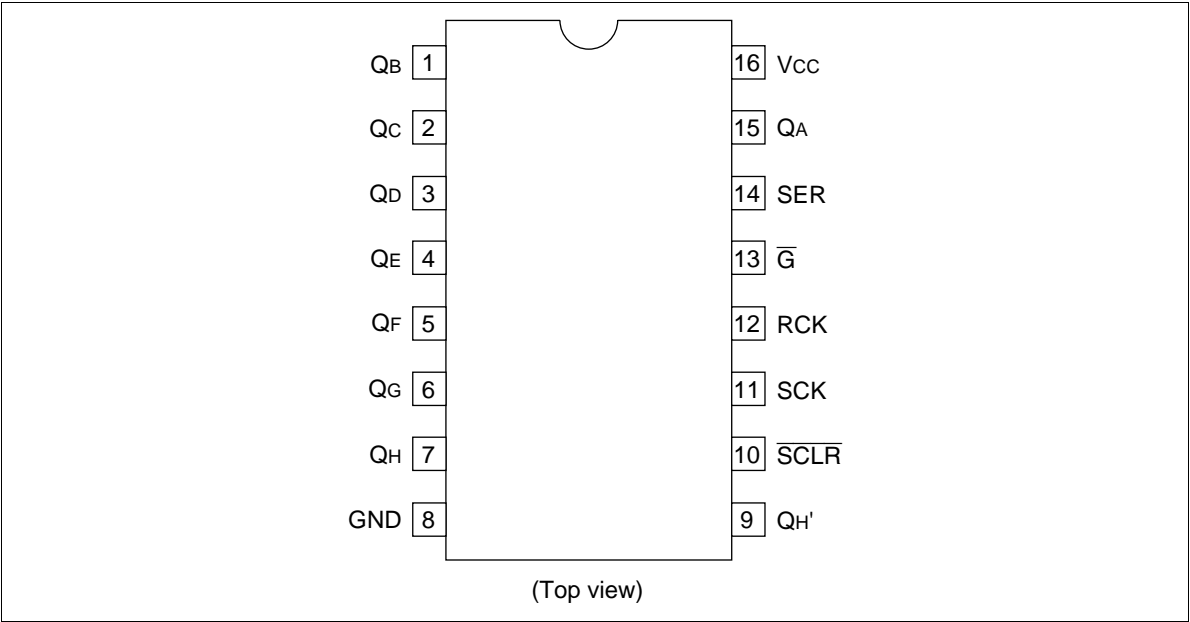 QB 1 16 VCC
QC 2 15 QA
QD 3 14 SER
QE 4 13 G̅
QF 5 12 RCK
QG 6 11 SCK
QH 7 10 S̅C̅L̅R̅
GND 8 9 QH'
(Top view)